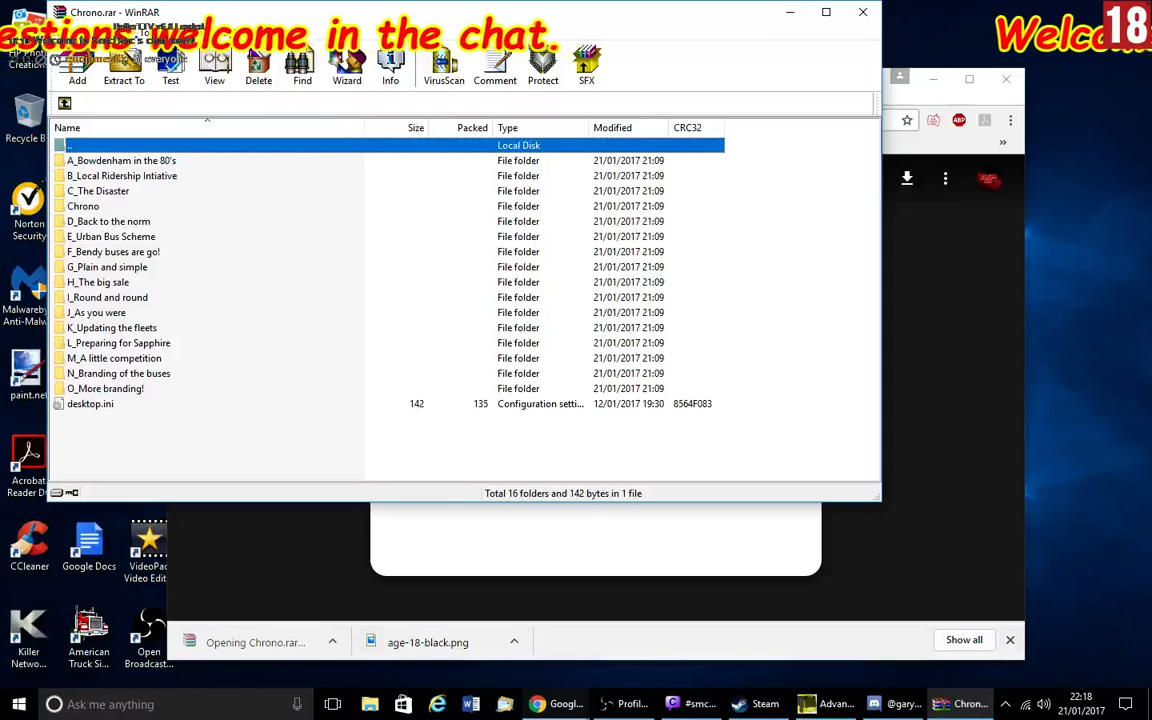 Chrono.rar - WinRAR
estions welcome in the chat.
Welc
18
Add
Extract To
Test
View
Delete
Find
Wizard
Info
VirusScan
Comment
Protect
SFX
Name Size Packed Type Modified CRC32
.. Local Disk
A_Bowdenham in the 80's File folder 21/01/2017 21:09
B_Local Ridership Intiative File folder 21/01/2017 21:09
C_The Disaster File folder 21/01/2017 21:09
Chrono File folder 21/01/2017 21:09
D_Back to the norm File folder 21/01/2017 21:09
E_Urban Bus Scheme File folder 21/01/2017 21:09
F_Bendy buses are go! File folder 21/01/2017 21:09
G_Plain and simple File folder 21/01/2017 21:09
H_The big sale File folder 21/01/2017 21:09
I_Round and round File folder 21/01/2017 21:09
J_As you were File folder 21/01/2017 21:09
K_Updating the fleets File folder 21/01/2017 21:09
L_Preparing for Sapphire File folder 21/01/2017 21:09
M_A little competition File folder 21/01/2017 21:09
N_Branding of the buses File folder 21/01/2017 21:09
O_More branding! File folder 21/01/2017 21:09
desktop.ini 142 135 Configuration setti... 12/01/2017 19:30 8564F083
Total 16 folders and 142 bytes in 1 file
Creation
Recycle B
Norton
Security
Malwareby
Anti-Malw
paint.net
Acrobat
Reader D
CCleaner
Google Docs
VideoPad
Video Edit
Killer
Netwo...
American
Truck Si...
Open
Broadcast...
ABP
Opening Chrono.rar...
age-18-black.png
Show all
Ask me anything
Googl...
Profil...
#smc...
Steam
Advan...
@gary...
Chron...
22:18
21/01/2017